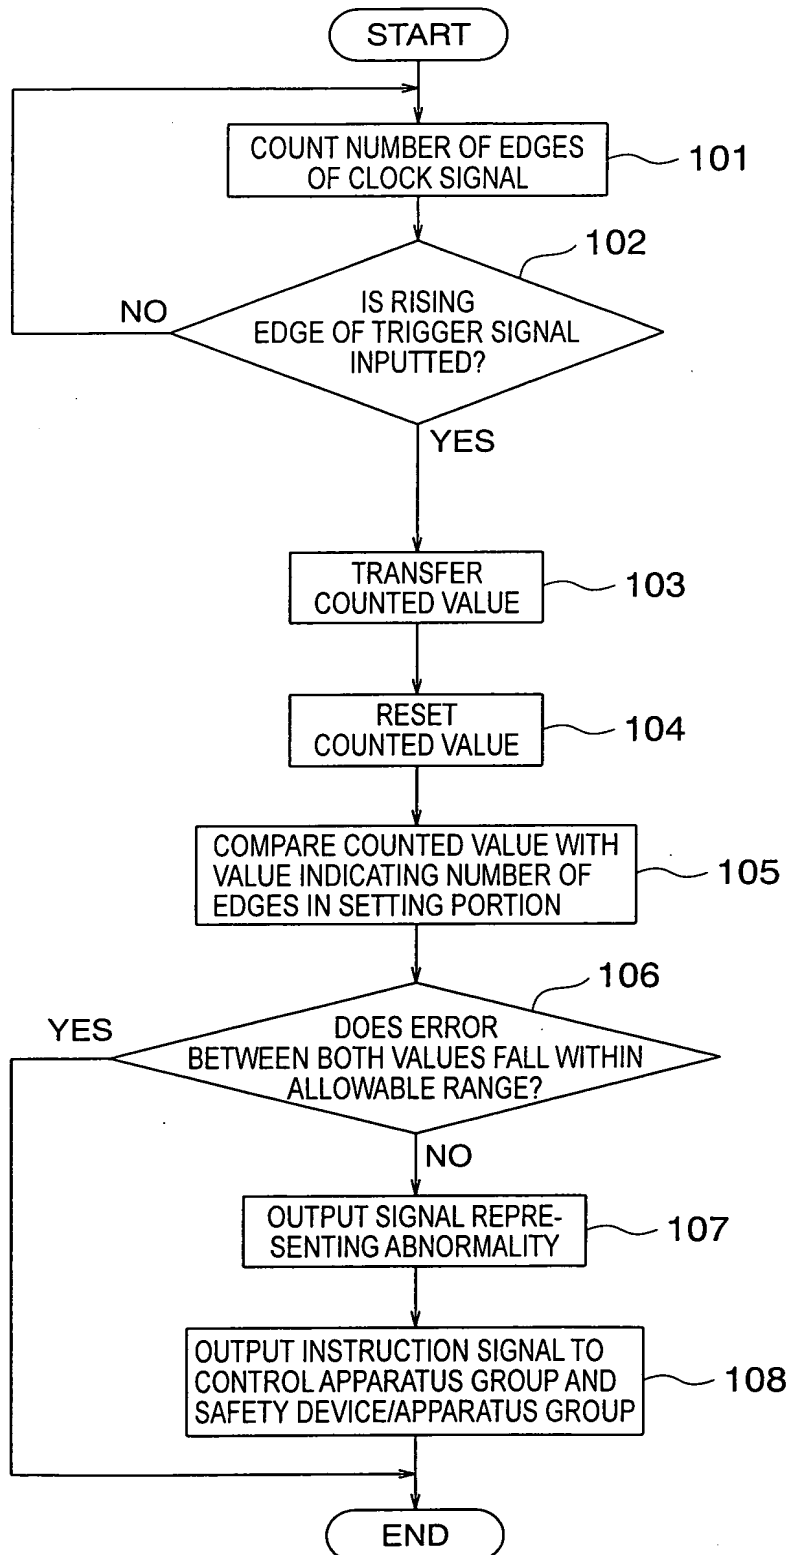 START
COUNT NUMBER OF EDGES
OF CLOCK SIGNAL
101
102
IS RISING
EDGE OF TRIGGER SIGNAL
INPUTTED?
NO
YES
TRANSFER
COUNTED VALUE
103
RESET
COUNTED VALUE
104
COMPARE COUNTED VALUE WITH
VALUE INDICATING NUMBER OF
EDGES IN SETTING PORTION
105
106
YES
DOES ERROR
BETWEEN BOTH VALUES FALL WITHIN
ALLOWABLE RANGE?
NO
OUTPUT SIGNAL REPRE-
SENTING ABNORMALITY
107
OUTPUT INSTRUCTION SIGNAL TO
CONTROL APPARATUS GROUP AND
SAFETY DEVICE/APPARATUS GROUP
108
END